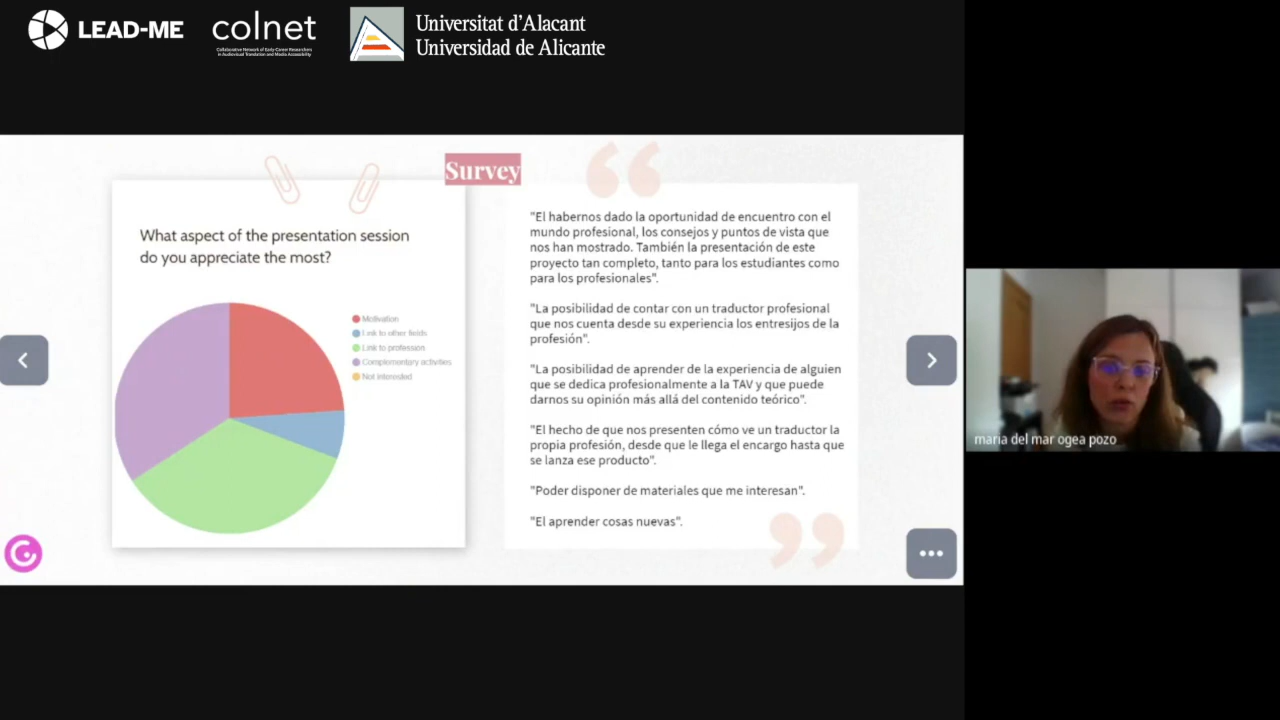 LEAD-ME
colnet
Collaborative Network of Early Career Researchers
in Audiovisual Translation and Media Accessibility
Universitat d'Alacant
Universidad de Alicante
Survey
What aspect of the presentation session
do you appreciate the most?
Motivation
Link to other fields
Link to profession
Complementary activities
Not interested
"El habernos dado la oportunidad de encuentro con el
mundo profesional, los consejos y puntos de vista que
nos han mostrado. También la presentación de este
proyecto tan completo, tanto para los estudiantes como
para los profesionales".
"La posibilidad de contar con un traductor profesional
que nos cuenta desde su experiencia los entresijos de la
profesión".
"La posibilidad de aprender de la experiencia de alguien
que se dedica profesionalmente a la TAV y que puede
darnos su opinión más allá del contenido teórico".
"El hecho de que nos presenten cómo ve un traductor la
propia profesión, desde que le llega el encargo hasta que
se lanza ese producto".
"Poder disponer de materiales que me interesan".
"El aprender cosas nuevas".
maria del mar ogea pozo